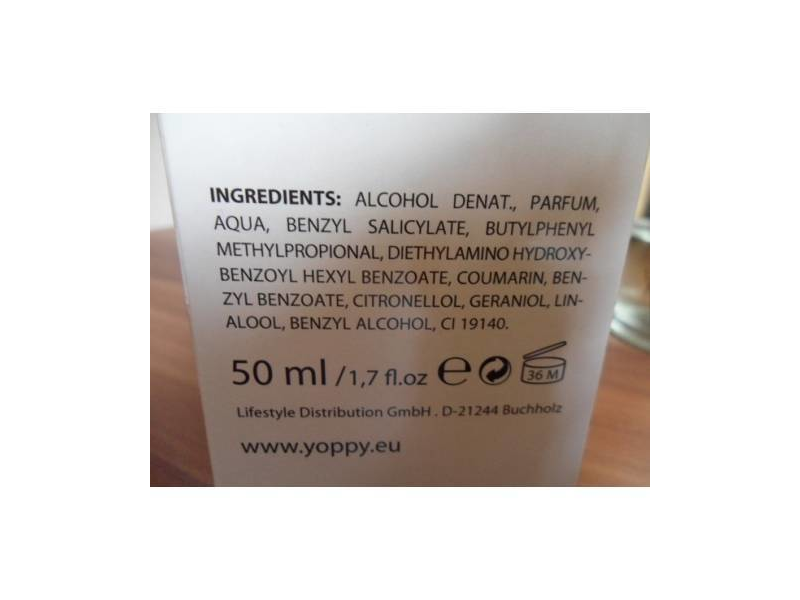 INGREDIENTS: ALCOHOL DENAT., PARFUM,
AQUA, BENZYL SALICYLATE, BUTYLPHENYL
METHYLPROPIONAL, DIETHYLAMINO HYDROXY-
BENZOYL HEXYL BENZOATE, COUMARIN, BEN-
ZYL BENZOATE, CITRONELLOL, GERANIOL, LIN-
ALOOL, BENZYL ALCOHOL, CI 19140.
50 ml /1,7 fl.oz ℮ 36 M
Lifestyle Distribution GmbH . D-21244 Buchholz
www.yoppy.eu